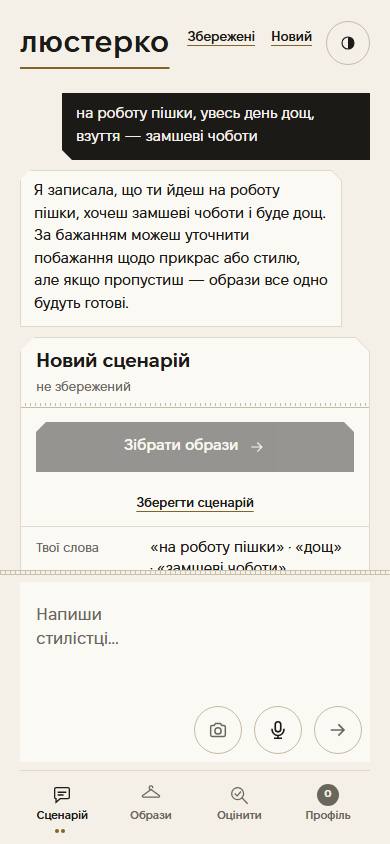 люстерко
Збережені Новий
на роботу пішки, увесь день дощ,
взуття — замшеві чоботи
Я записала, що ти йдеш на роботу
пішки, хочеш замшеві чоботи і буде дощ.
За бажанням можеш уточнити
побажання щодо прикрас або стилю,
але якщо пропустиш — образи все одно
будуть готові.
Новий сценарій
не збережений
Зібрати образи →
Зберегти сценарій
Твої слова «на роботу пішки» · «дощ»
· «замшеві чоботи»
Напиши
стилістці…
Сценарій Образи Оцінити О Профіль